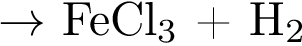 → FeCl₃ + H₂